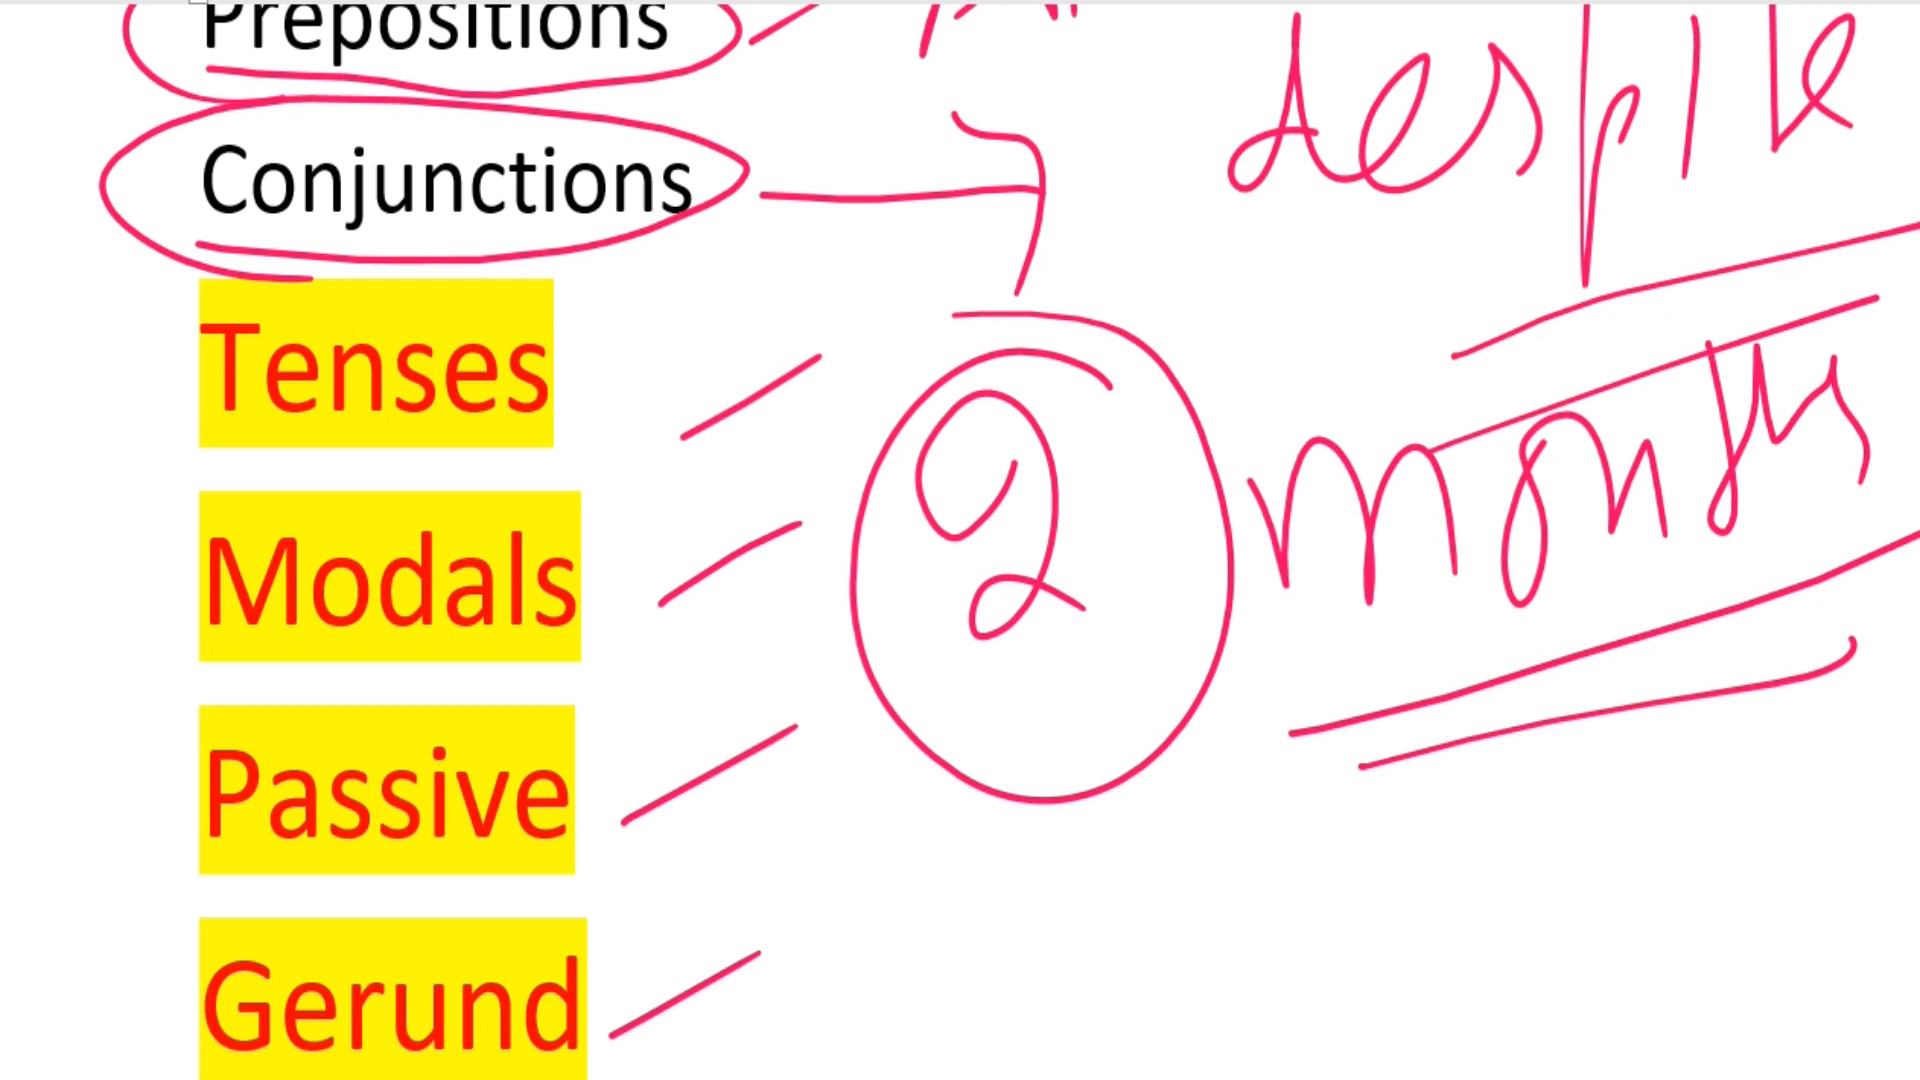 Prepositions
despite
Conjunctions
Tenses
2 months
Modals
Passive
Gerund